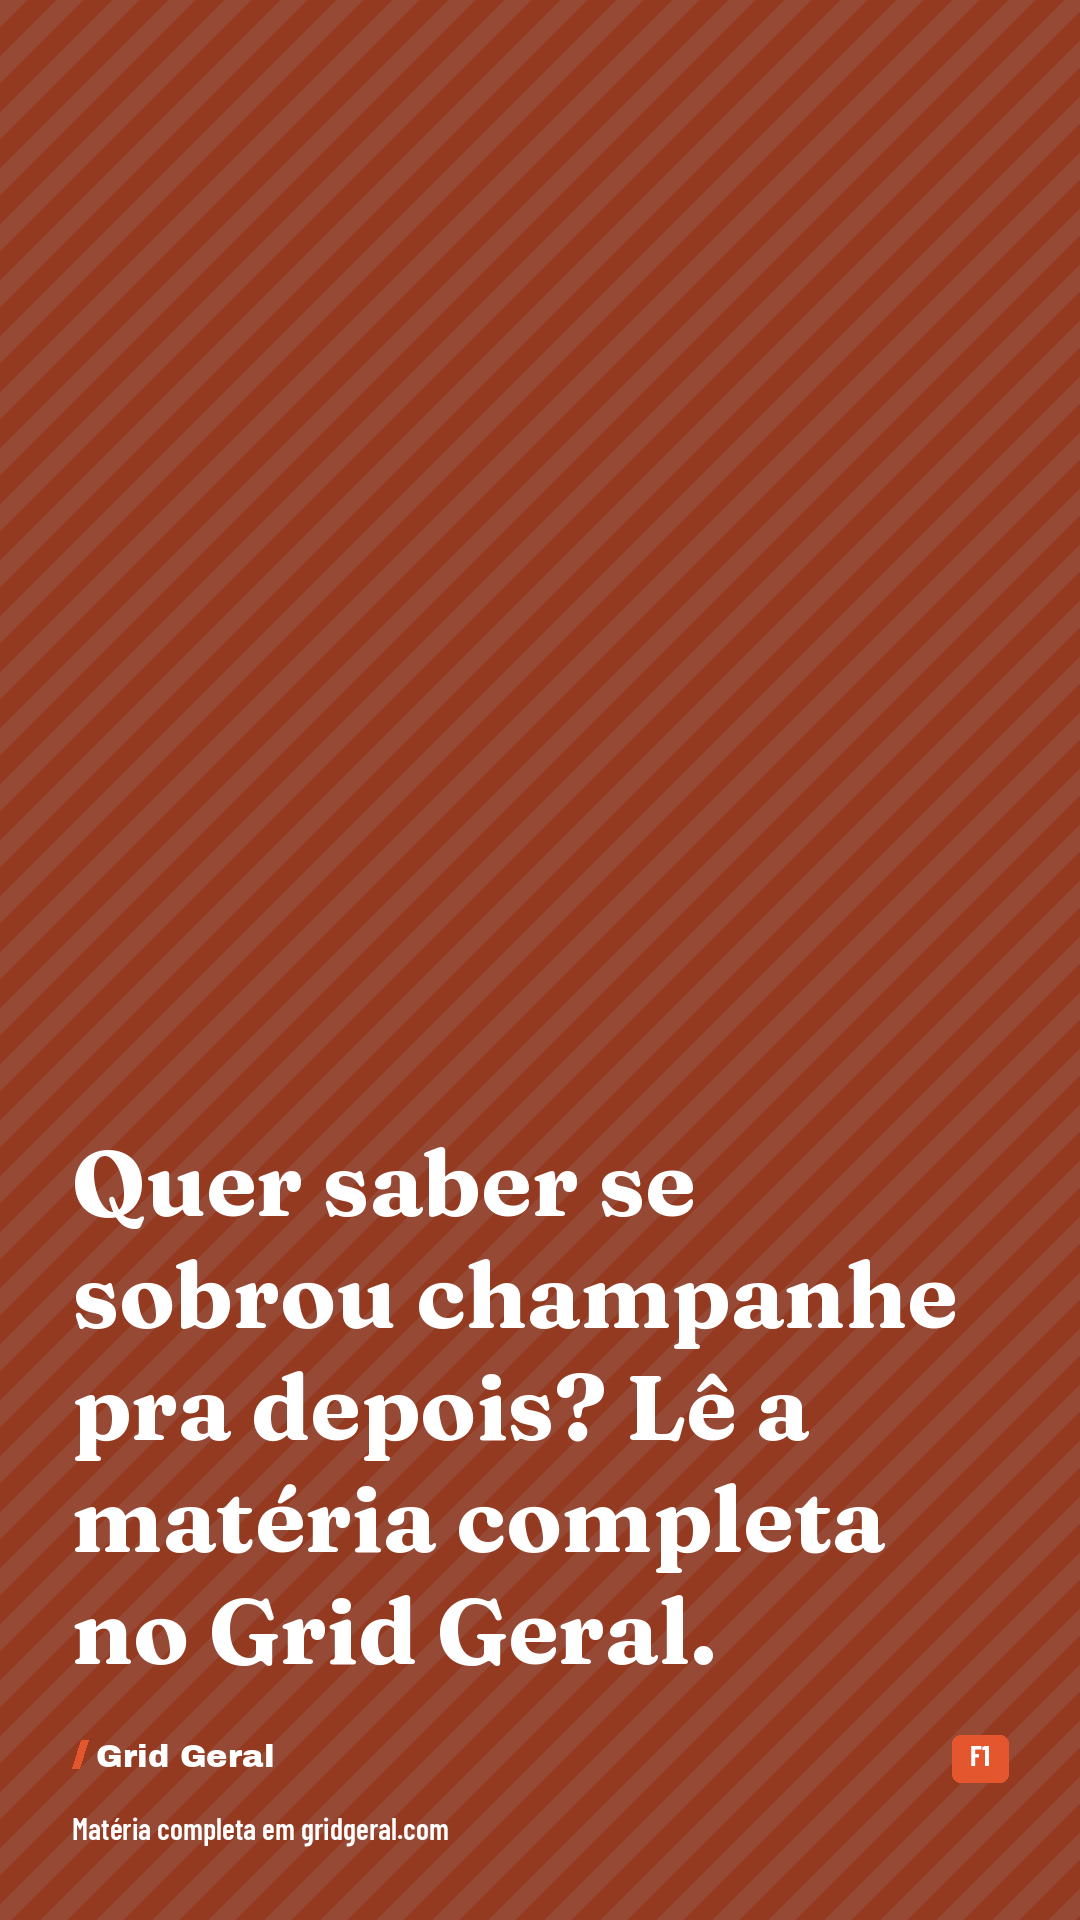 Quer saber se
sobrou champanhe
pra depois? Lê a
matéria completa
no Grid Geral.
Grid Geral
F1
Matéria completa em gridgeral.com